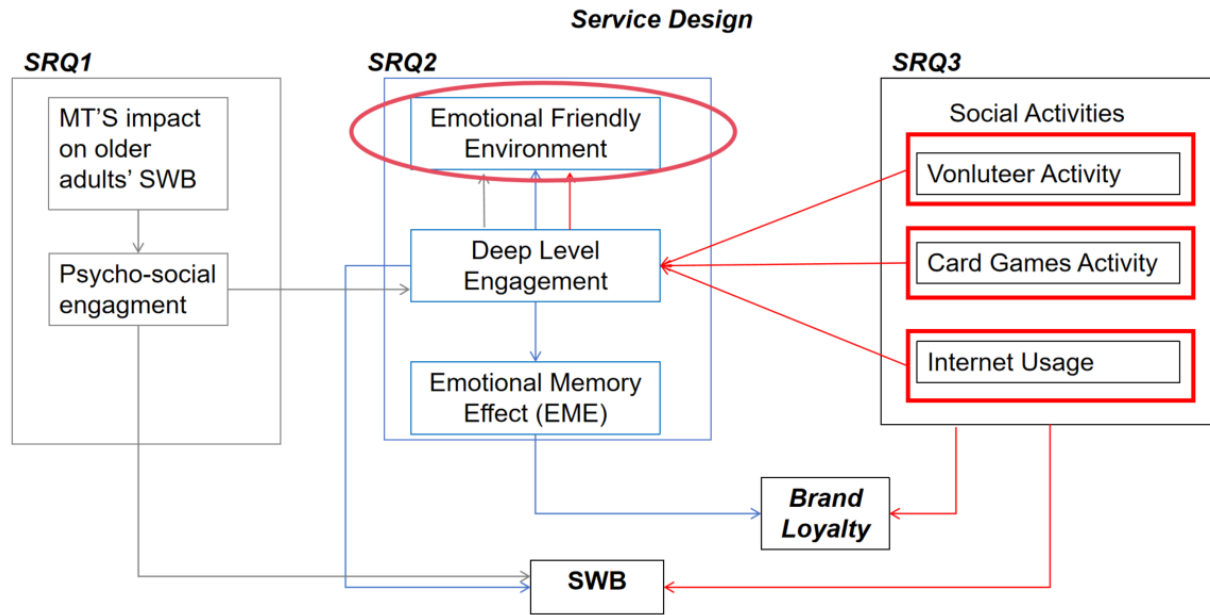 Service Design
SRQ1
MT'S impact
on older
adults' SWB
Psycho-social
engagment
SRQ2
Emotional Friendly
Environment
Deep Level
Engagement
Emotional Memory
Effect (EME)
SRQ3
Social Activities
Vonluteer Activity
Card Games Activity
Internet Usage
Brand
Loyalty
SWB